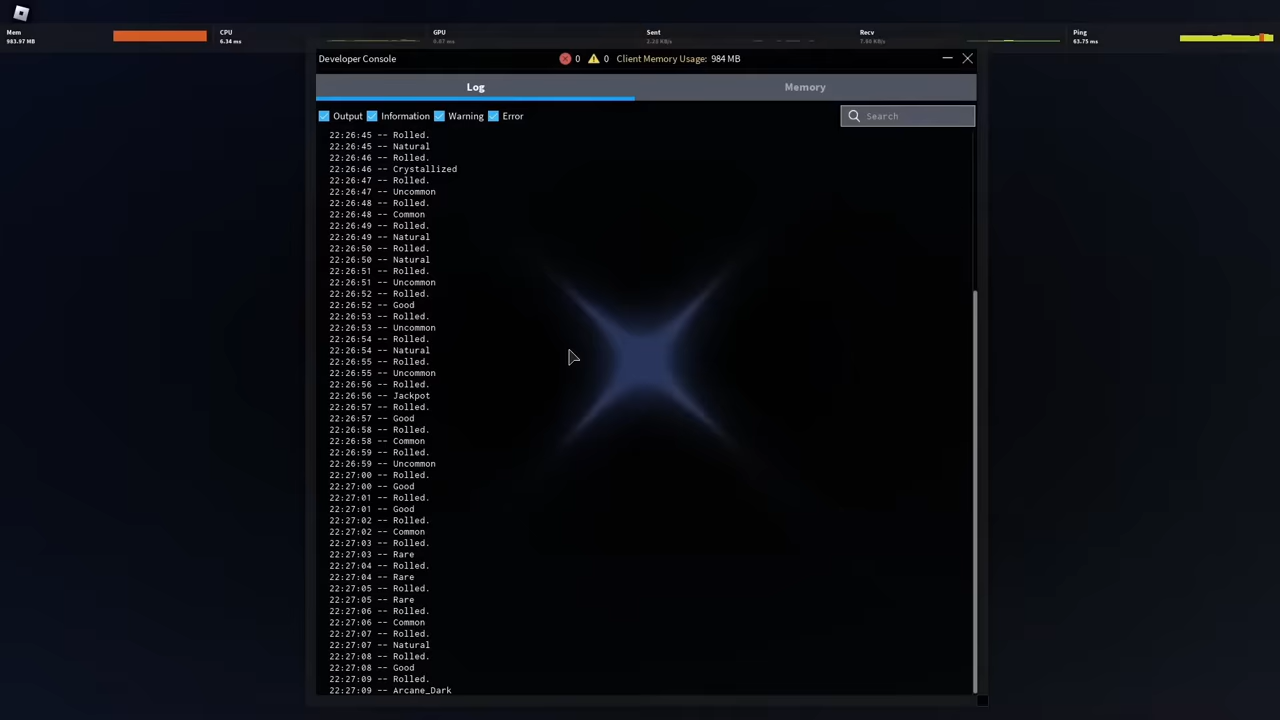 Mem
983.97 MB
CPU
6.34 ms
GPU
Sent
Recv
Ping
63.75 ms
Developer Console
0
0
Client Memory Usage: 984 MB
Log
Memory
Output
Information
Warning
Error
Search
22:26:45 -- Rolled.
22:26:45 -- Natural
22:26:46 -- Rolled.
22:26:46 -- Crystallized
22:26:47 -- Rolled.
22:26:47 -- Uncommon
22:26:48 -- Rolled.
22:26:48 -- Common
22:26:49 -- Rolled.
22:26:49 -- Natural
22:26:50 -- Rolled.
22:26:50 -- Natural
22:26:51 -- Rolled.
22:26:51 -- Uncommon
22:26:52 -- Rolled.
22:26:52 -- Good
22:26:53 -- Rolled.
22:26:53 -- Uncommon
22:26:54 -- Rolled.
22:26:54 -- Natural
22:26:55 -- Rolled.
22:26:55 -- Uncommon
22:26:56 -- Rolled.
22:26:56 -- Jackpot
22:26:57 -- Rolled.
22:26:57 -- Good
22:26:58 -- Rolled.
22:26:58 -- Common
22:26:59 -- Rolled.
22:26:59 -- Uncommon
22:27:00 -- Rolled.
22:27:00 -- Good
22:27:01 -- Rolled.
22:27:01 -- Good
22:27:02 -- Rolled.
22:27:02 -- Common
22:27:03 -- Rolled.
22:27:03 -- Rare
22:27:04 -- Rolled.
22:27:04 -- Rare
22:27:05 -- Rolled.
22:27:05 -- Rare
22:27:06 -- Rolled.
22:27:06 -- Common
22:27:07 -- Rolled.
22:27:07 -- Natural
22:27:08 -- Rolled.
22:27:08 -- Good
22:27:09 -- Rolled.
22:27:09 -- Arcane_Dark